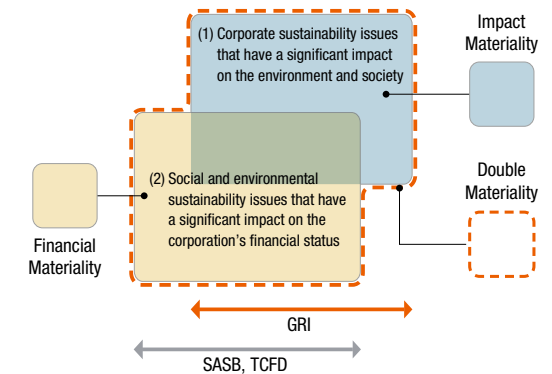 (1) Corporate sustainability issues
that have a significant impact
on the environment and society
Impact
Materiality
(2) Social and environmental
sustainability issues that have
a significant impact on the
corporation’s financial status
Double
Materiality
Financial
Materiality
GRI
SASB, TCFD